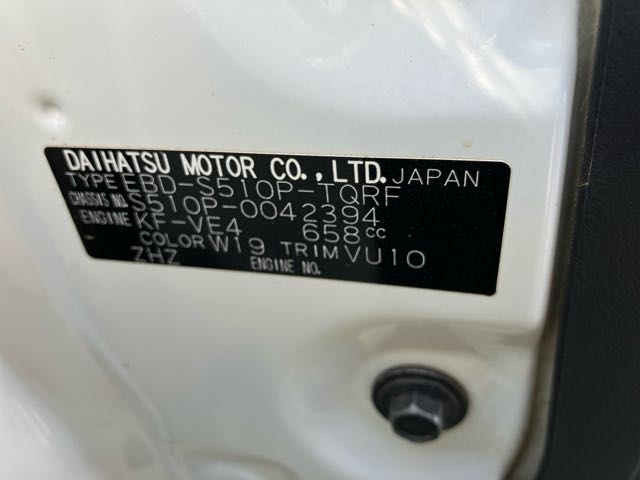 DAIHATSU MOTOR CO., LTD. JAPAN
TYPE EBD-S510P-TQRF
CHASSIS NO. S510P-0042394
ENGINE KF-VE4 658cc
COLOR W19 TRIM VU10
ZHZ ENGINE NO.